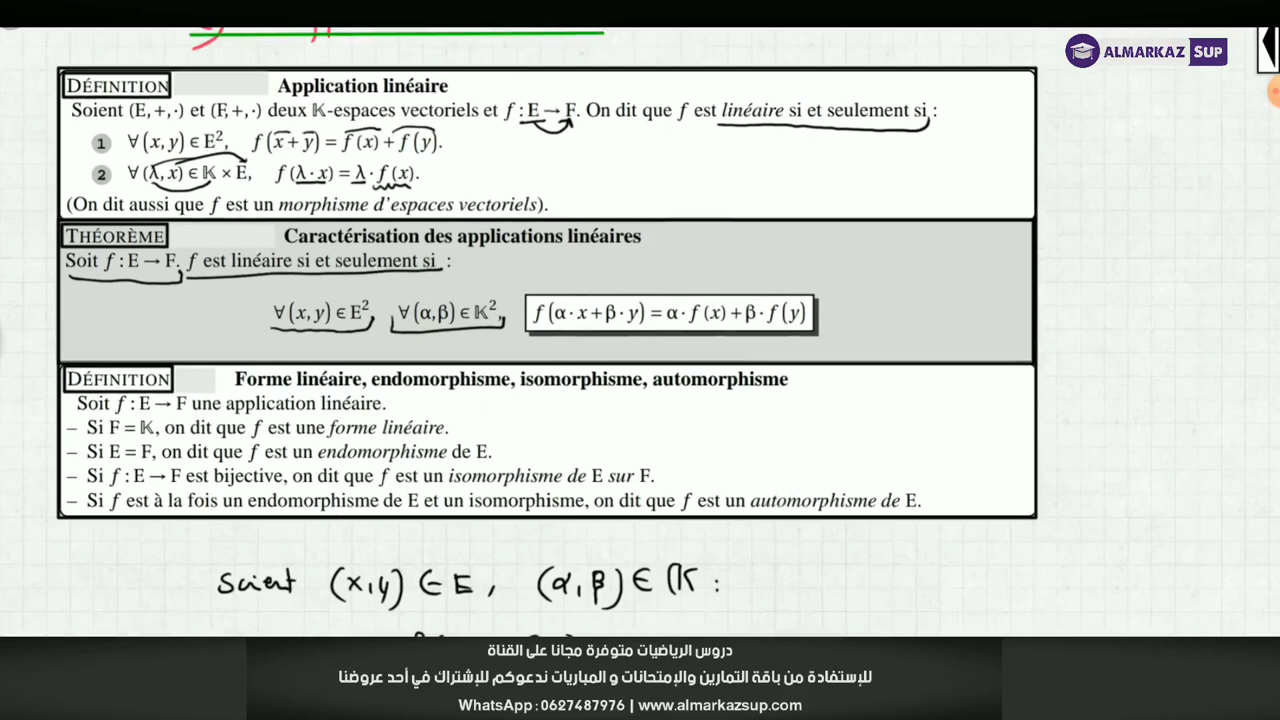 ALMARKAZ SUP
DÉFINITION Application linéaire
Soient (E,+,·) et (F,+,·) deux 𝕂-espaces vectoriels et f : E → F. On dit que f est linéaire si et seulement si :
1 ∀(x,y) ∈ E², f(x+y) = f(x)+f(y).
2 ∀(λ,x) ∈ 𝕂 × E, f(λ·x) = λ·f(x).
(On dit aussi que f est un morphisme d'espaces vectoriels).
THÉORÈME Caractérisation des applications linéaires
Soit f : E → F. f est linéaire si et seulement si :
∀(x,y) ∈ E², ∀(α,β) ∈ 𝕂², f(α·x+β·y) = α·f(x)+β·f(y)
DÉFINITION Forme linéaire, endomorphisme, isomorphisme, automorphisme
Soit f : E → F une application linéaire.
– Si F = 𝕂, on dit que f est une forme linéaire.
– Si E = F, on dit que f est un endomorphisme de E.
– Si f : E → F est bijective, on dit que f est un isomorphisme de E sur F.
– Si f est à la fois un endomorphisme de E et un isomorphisme, on dit que f est un automorphisme de E.
Soient (x,y) ∈ E, (α,β) ∈ 𝕂 :
دروس الرياضيات متوفرة مجانا على القناة
للإستفادة من باقة التمارين والإمتحانات و المباريات ندعوكم للإشتراك في أحد عروضنا
WhatsApp : 0627487976 | www.almarkazsup.com